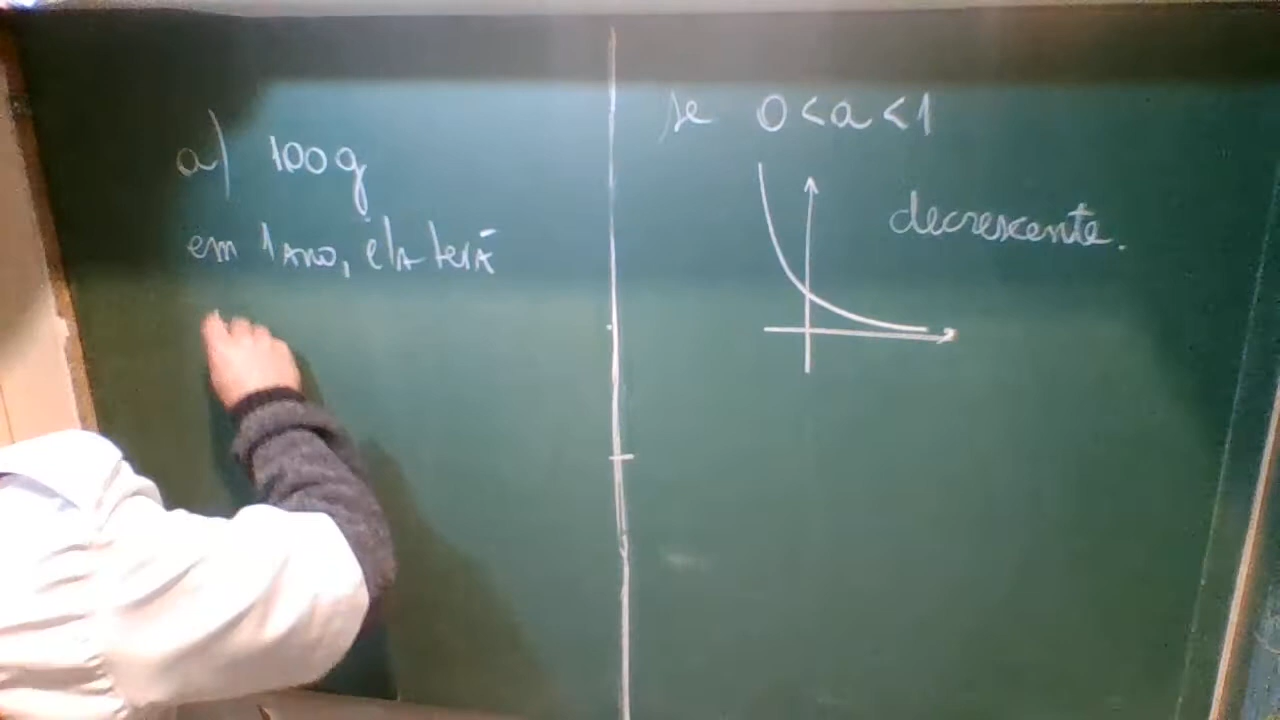 a) 100g
em 1 ano, ela terá
se 0 < a < 1
decrescente.